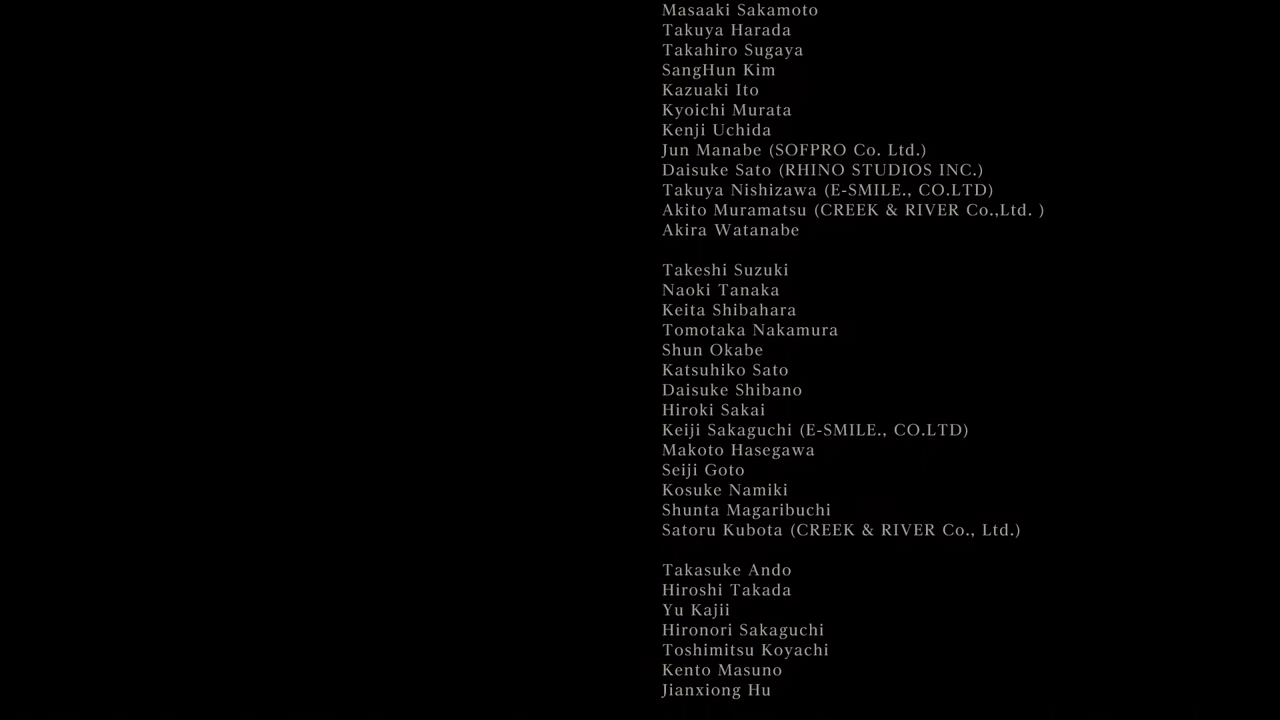 Masaaki Sakamoto
Takuya Harada
Takahiro Sugaya
SangHun Kim
Kazuaki Ito
Kyoichi Murata
Kenji Uchida
Jun Manabe (SOFPRO Co. Ltd.)
Daisuke Sato (RHINO STUDIOS INC.)
Takuya Nishizawa (E-SMILE., CO.LTD)
Akito Muramatsu (CREEK & RIVER Co.,Ltd. )
Akira Watanabe
Takeshi Suzuki
Naoki Tanaka
Keita Shibahara
Tomotaka Nakamura
Shun Okabe
Katsuhiko Sato
Daisuke Shibano
Hiroki Sakai
Keiji Sakaguchi (E-SMILE., CO.LTD)
Makoto Hasegawa
Seiji Goto
Kosuke Namiki
Shunta Magaribuchi
Satoru Kubota (CREEK & RIVER Co., Ltd.)
Takasuke Ando
Hiroshi Takada
Yu Kajii
Hironori Sakaguchi
Toshimitsu Koyachi
Kento Masuno
Jianxiong Hu